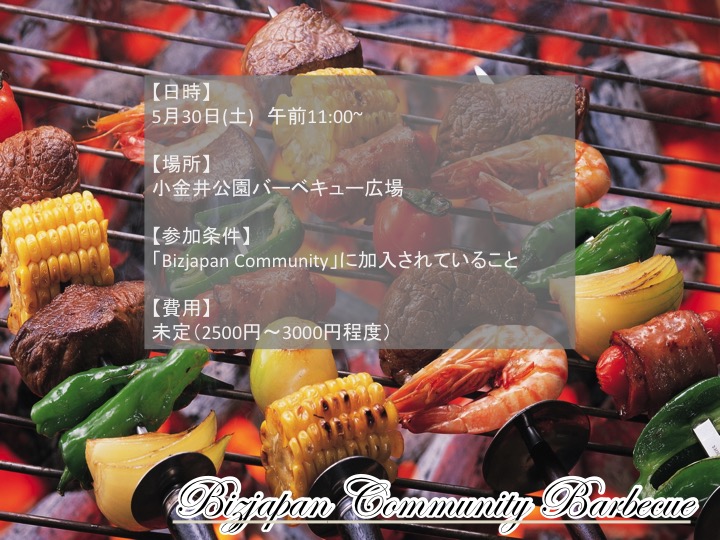 【日時】
5月30日(土)　午前11:00~
【場所】
小金井公園バーベキュー広場
【参加条件】
「Bizjapan Community」に加入されていること
【費用】
未定（2500円～3000円程度）
Bizjapan Community Barbecue